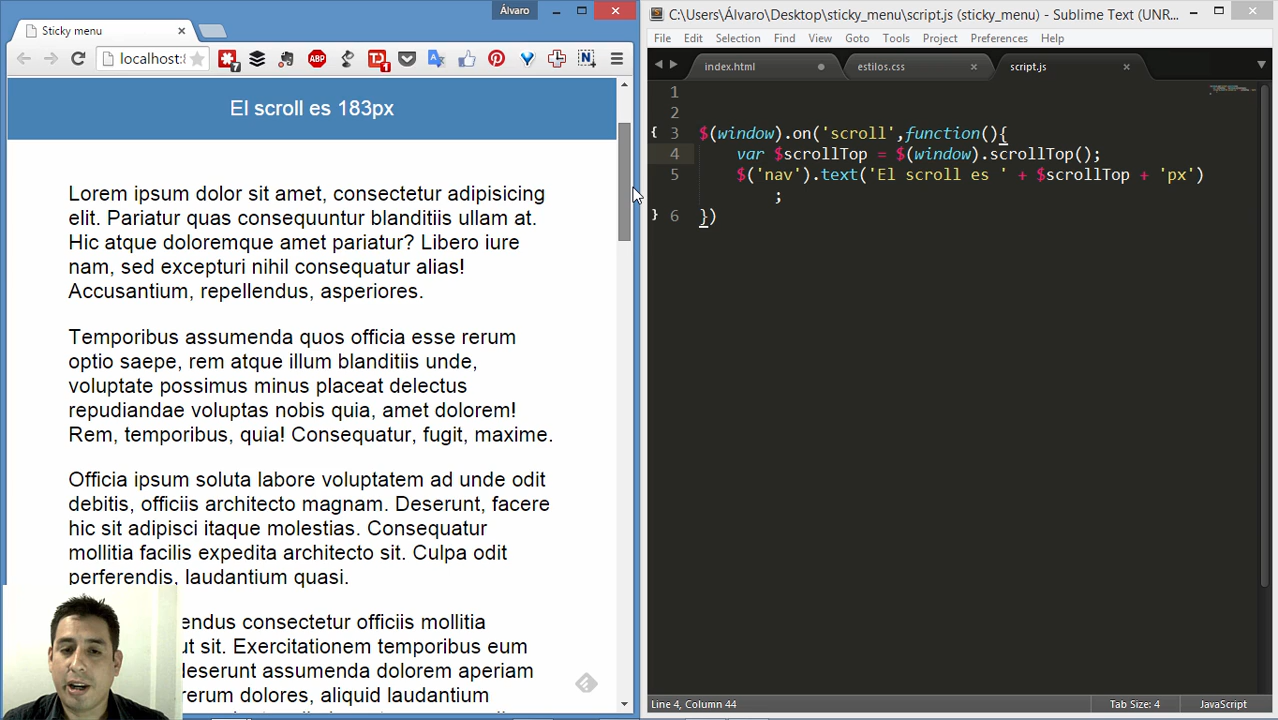 Álvaro
Sticky menu
localhost:8
7
1
El scroll es 183px
Lorem ipsum dolor sit amet, consectetur adipisicing
elit. Pariatur quas consequuntur blanditiis ullam at.
Hic atque doloremque amet pariatur? Libero iure
nam, sed excepturi nihil consequatur alias!
Accusantium, repellendus, asperiores.
Temporibus assumenda quos officia esse rerum
optio saepe, rem atque illum blanditiis unde,
voluptate possimus minus placeat delectus
repudiandae voluptas nobis quia, amet dolorem!
Rem, temporibus, quia! Consequatur, fugit, maxime.
Officia ipsum soluta labore voluptatem ad unde odit
debitis, officiis architecto magnam. Deserunt, facere
hic sit adipisci itaque molestias. Consequatur
mollitia facilis expedita architecto sit. Culpa odit
perferendis, laudantium quasi.
endus consectetur officiis mollitia
ut sit. Exercitationem temporibus eum
deserunt assumenda dolorem aperiam
rerum dolores, aliquid laudantium
C:\Users\Álvaro\Desktop\sticky_menu\script.js (sticky_menu) - Sublime Text (UNR...
File Edit Selection Find View Goto Tools Project Preferences Help
index.html estilos.css script.js
1
2
3 $(window).on('scroll',function(){
4 var $scrollTop = $(window).scrollTop();
5 $('nav').text('El scroll es ' + $scrollTop + 'px')
;
6 })
Line 4, Column 44 Tab Size: 4 JavaScript